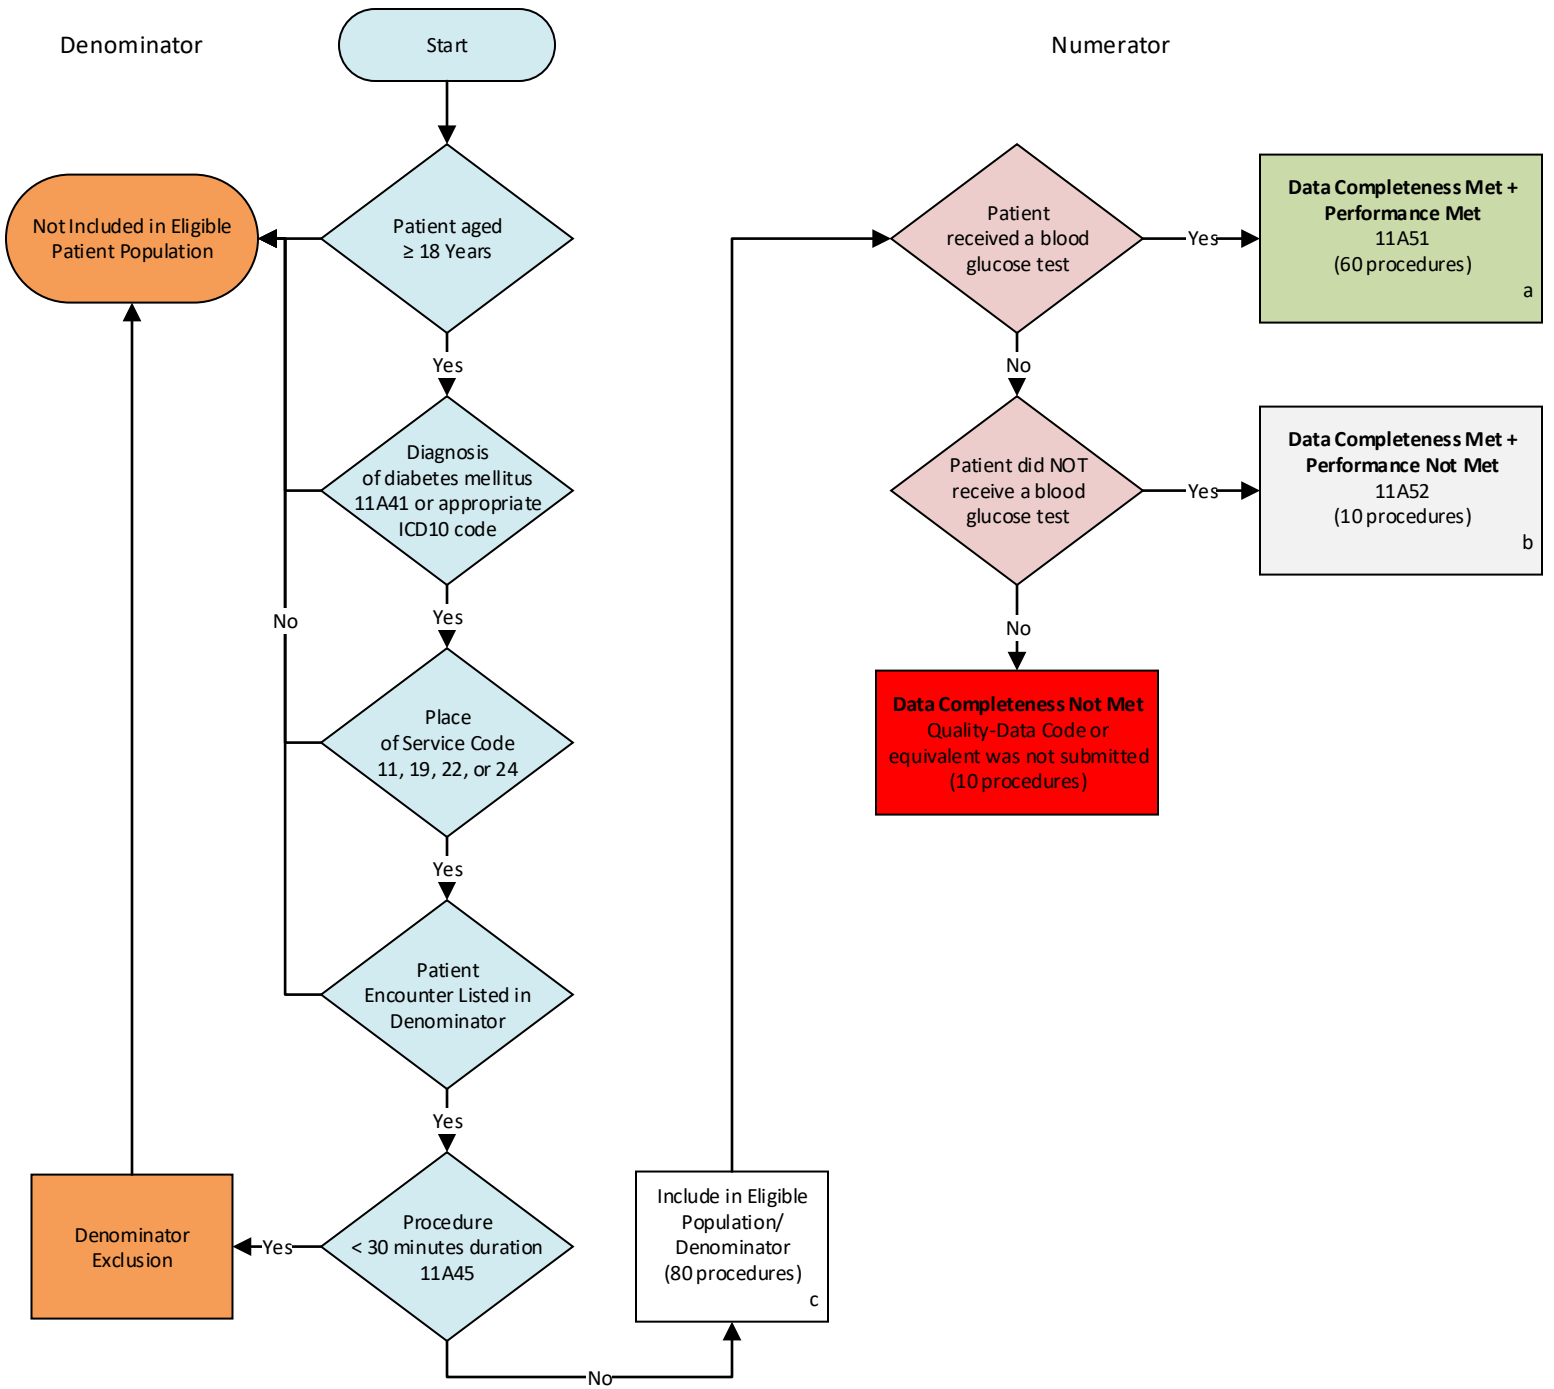 Denominator
Start
Numerator
Not Included in Eligible
Patient Population
Patient aged
≥ 18 Years
Yes
Diagnosis
of diabetes mellitus
11A41 or appropriate
ICD10 code
Yes
No
Place
of Service Code
11, 19, 22, or 24
Yes
Patient
Encounter Listed in
Denominator
Yes
Procedure
< 30 minutes duration
11A45
Yes
Denominator
Exclusion
No
Include in Eligible
Population/
Denominator
(80 procedures)
c
Patient
received a blood
glucose test
Yes
Data Completeness Met +
Performance Met
11A51
(60 procedures)
a
No
Patient did NOT
receive a blood
glucose test
Yes
Data Completeness Met +
Performance Not Met
11A52
(10 procedures)
b
No
Data Completeness Not Met
Quality-Data Code or
equivalent was not submitted
(10 procedures)